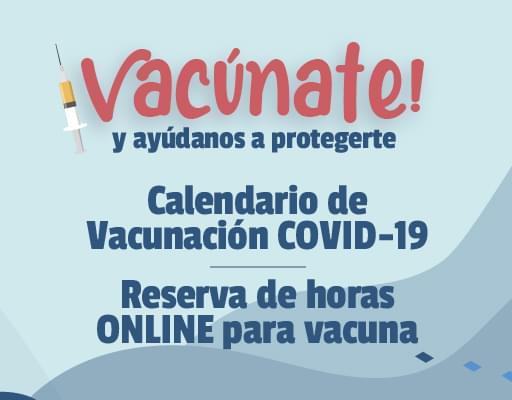 Vacúnate!
y ayúdanos a protegerte
Calendario de
Vacunación COVID-19
Reserva de horas
ONLINE para vacuna